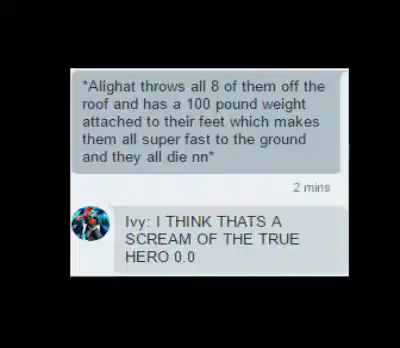 *Alighat throws all 8 of them off the
roof and has a 100 pound weight
attached to their feet which makes
them all super fast to the ground
and they all die nn*
2 mins
Ivy: I THINK THATS A
SCREAM OF THE TRUE
HERO 0.0